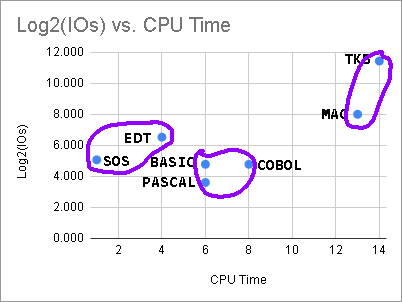 Log2(IOs) vs. CPU Time
12.000
10.000
8.000
6.000
4.000
2.000
0.000
Log2(IOs)
TKB
MAC
EDT
SOS
BASIC
COBOL
PASCAL
2 4 6 8 10 12 14
CPU Time